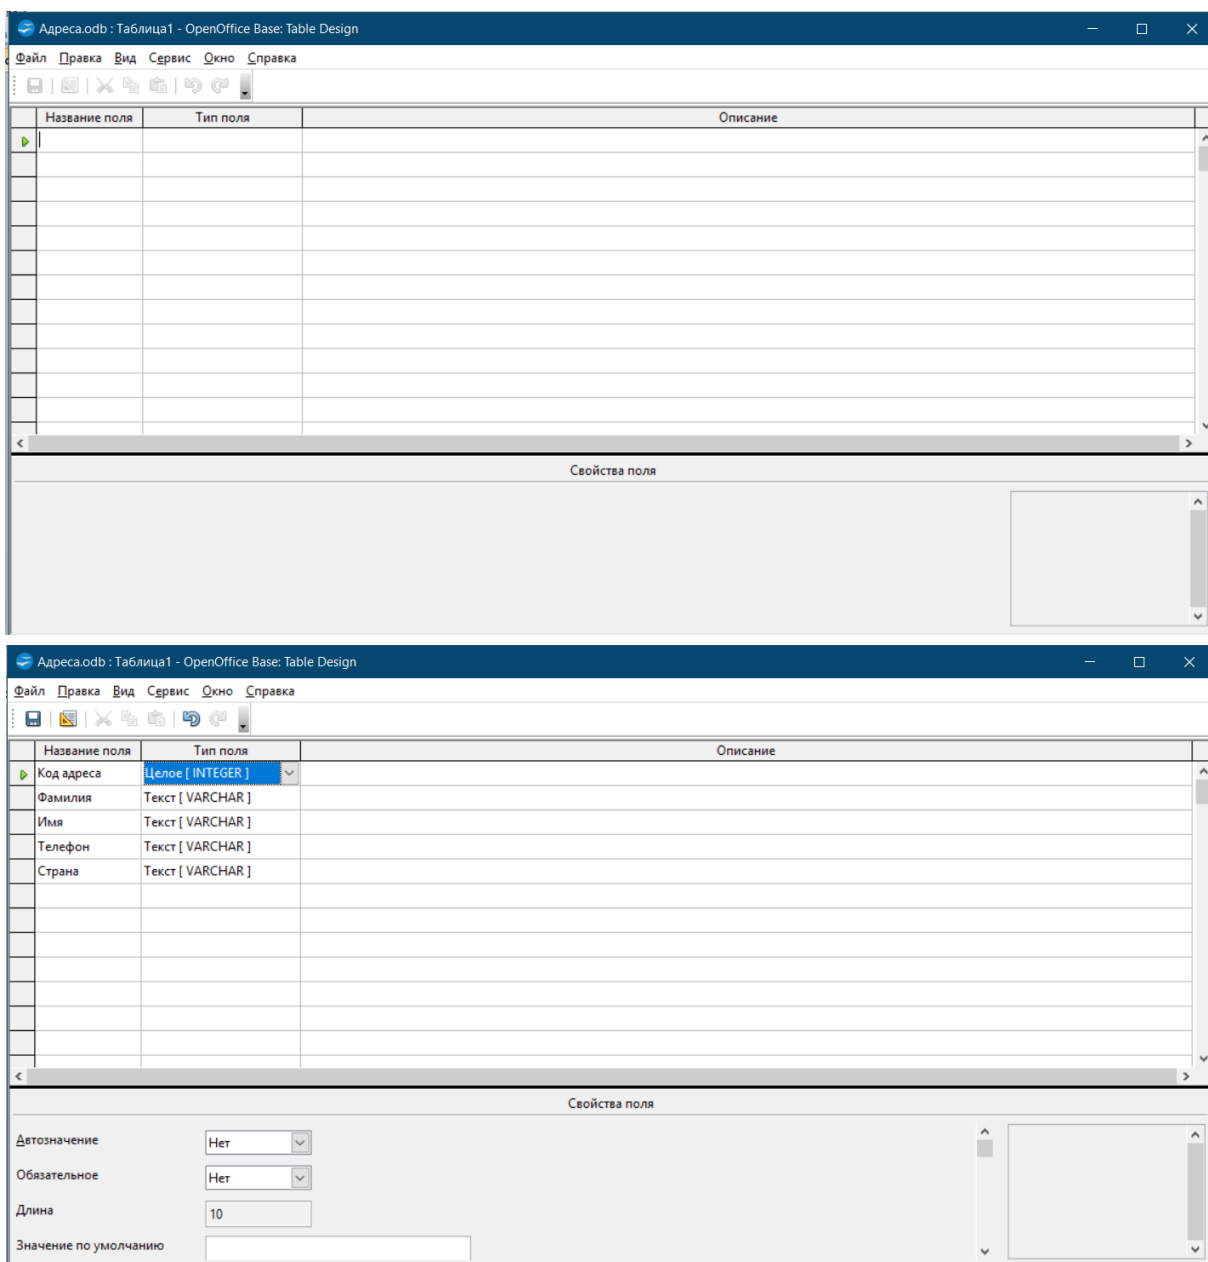 Адреса.odb : Таблица1 - OpenOffice Base: Table Design
Файл Правка Вид Сервис Окно Справка
Название поля Тип поля Описание
Свойства поля
Адреса.odb : Таблица1 - OpenOffice Base: Table Design
Файл Правка Вид Сервис Окно Справка
Название поля Тип поля Описание
Код адреса Целое [ INTEGER ]
Фамилия Текст [ VARCHAR ]
Имя Текст [ VARCHAR ]
Телефон Текст [ VARCHAR ]
Страна Текст [ VARCHAR ]
Свойства поля
Автозначение Нет
Обязательное Нет
Длина 10
Значение по умолчанию